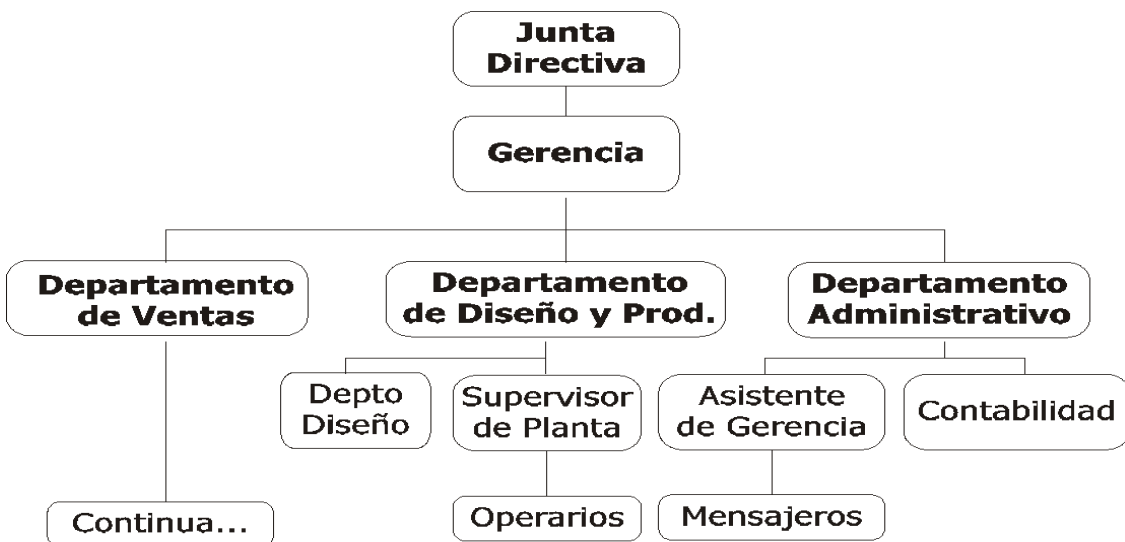 Junta
Directiva
Gerencia
Departamento
de Ventas
Departamento
de Diseño y Prod.
Departamento
Administrativo
Depto
Diseño
Supervisor
de Planta
Asistente
de Gerencia
Contabilidad
Continua...
Operarios
Mensajeros